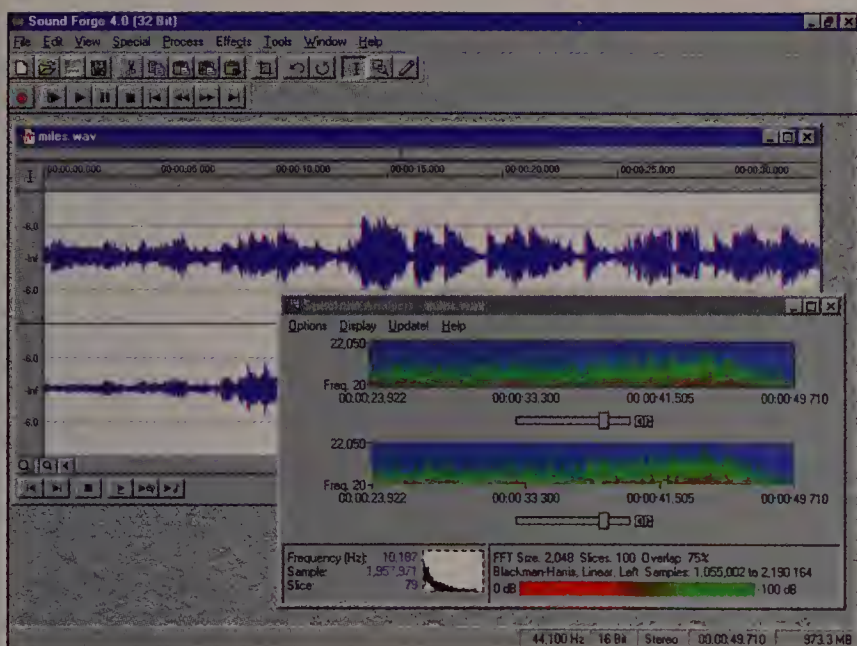 Sound Forge 4.0 (32 Bit)
File Edit View Special Process Effects Tools Window Help
miles.wav
00:00:00.000 00:00:05.000 00:00:10.000 00:00:15.000 00:00:20.000 00:00:25.000 00:00:30.000
-6.0
-Inf
-6.0
-6.0
-Inf
-6.0
Spectrum Analysis - miles.wav
Options Display Update! Help
22,050
Freq. 20
00:00:23.922 00:00:33.300 00:00:41.505 00:00:49.710
22,050
Freq. 20
00:00:23.922 00:00:33.300 00:00:41.505 00:00:49.710
Frequency (Hz): 10,187
Sample: 1,957,971
Slice: 79
FFT Size: 2,048 Slices: 100 Overlap: 75%
Blackman-Harris, Linear, Left Samples: 1,055,002 to 2,190,164
0 dB -100 dB
44,100 Hz 16 Bit Stereo 00:00:49.710 973.3 MB